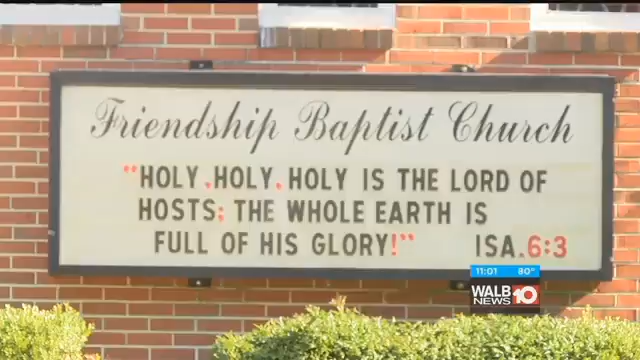 Friendship Baptist Church
"HOLY.HOLY. HOLY IS THE LORD OF
HOSTS; THE WHOLE EARTH IS
FULL OF HIS GLORY!" ISA.6:3
11:01 80°
WALB 10
NEWS